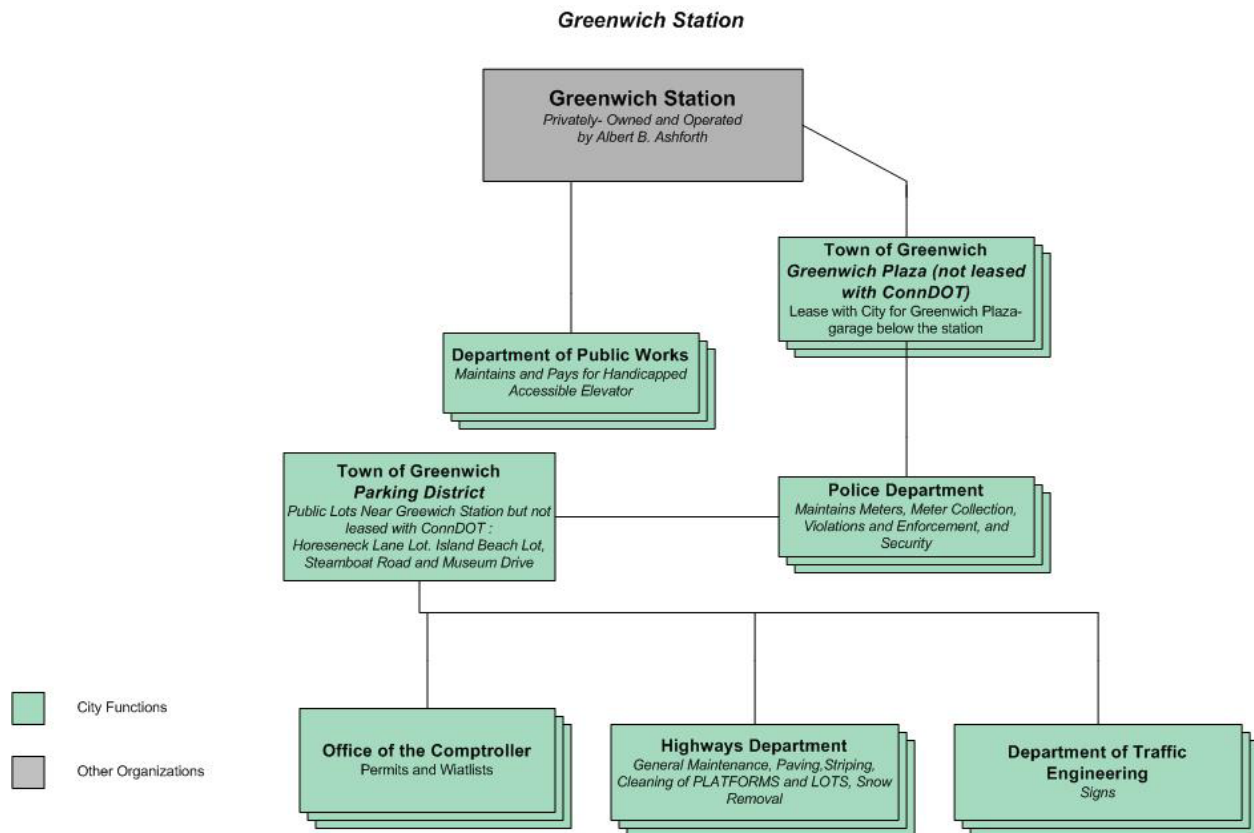 Greenwich Station
Greenwich Station
Privately- Owned and Operated
by Albert B. Ashforth
Town of Greenwich
Greenwich Plaza (not leased
with ConnDOT)
Lease with City for Greenwich Plaza-
garage below the station
Department of Public Works
Maintains and Pays for Handicapped
Accessible Elevator
Town of Greenwich
Parking District
Public Lots Near Greewich Station but not
leased with ConnDOT :
Horeseneck Lane Lot. Island Beach Lot,
Steamboat Road and Museum Drive
Police Department
Maintains Meters, Meter Collection,
Violations and Enforcement, and
Security
City Functions
Other Organizations
Office of the Comptroller
Permits and Wiatlists
Highways Department
General Maintenance, Paving,Striping,
Cleaning of PLATFORMS and LOTS, Snow
Removal
Department of Traffic
Engineering
Signs